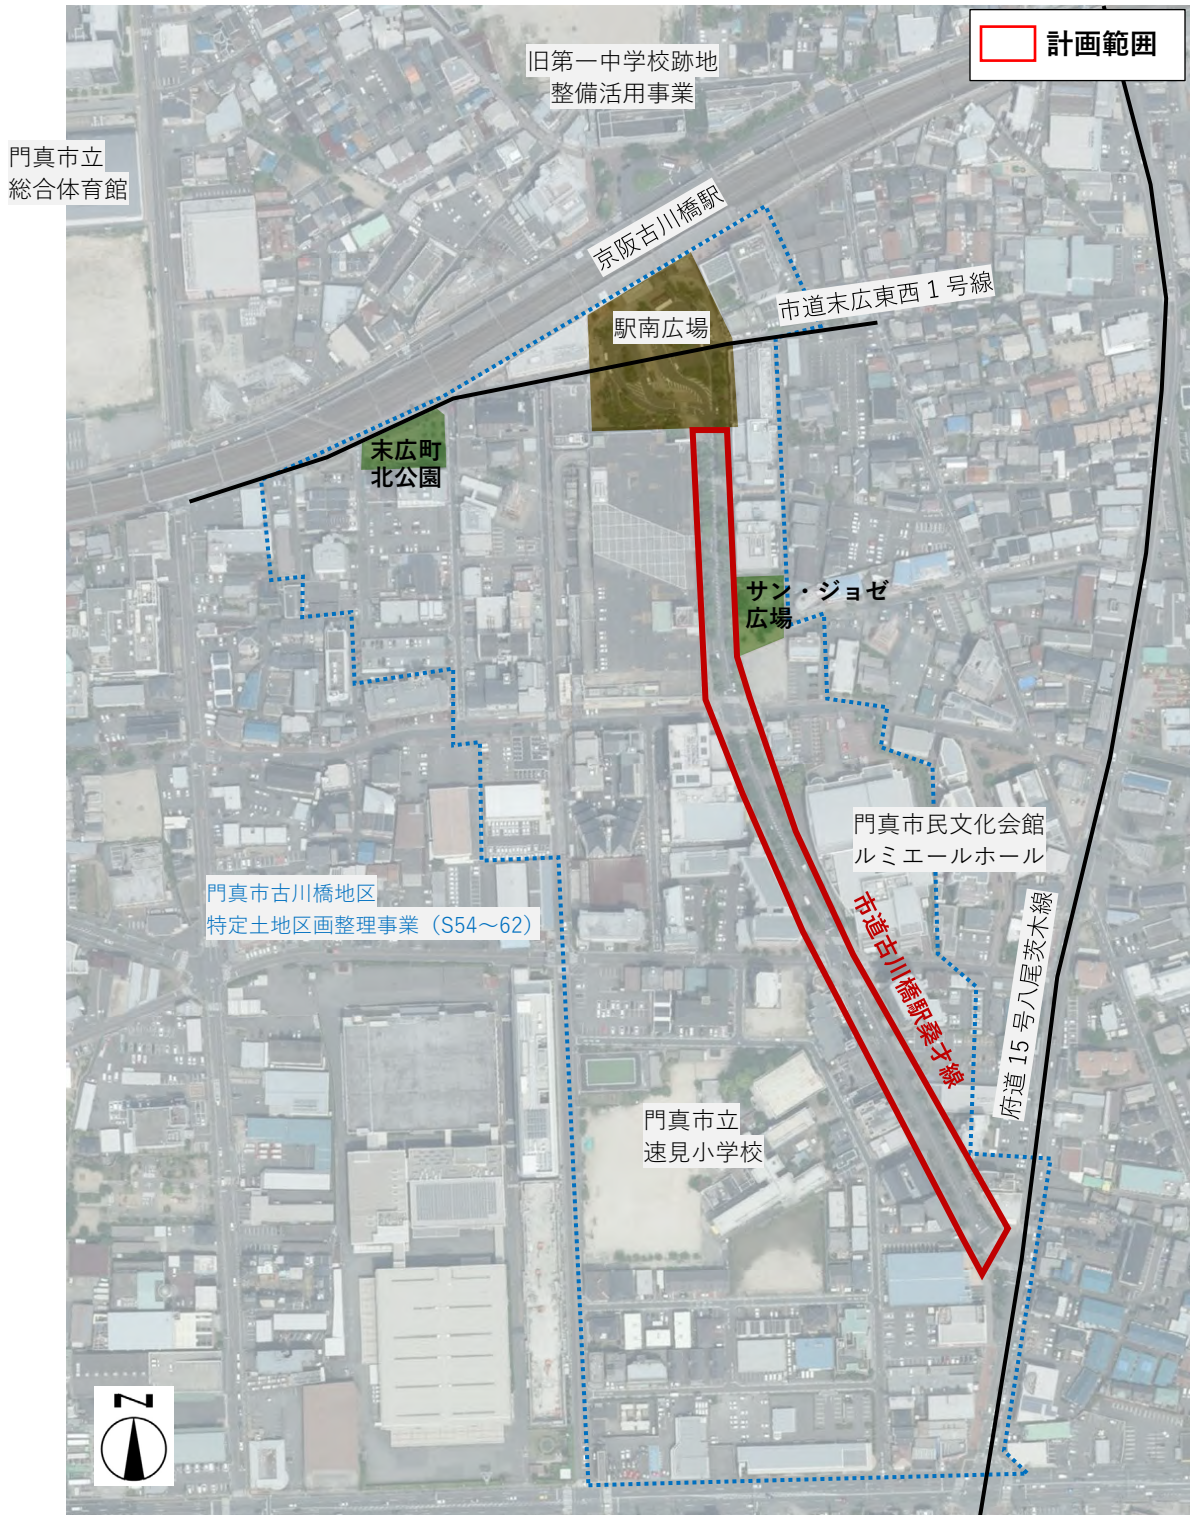 計画範囲
旧第一中学校跡地
整備活用事業
門真市立
総合体育館
京阪古川橋駅
市道末広東西 1 号線
駅南広場
末広町
北公園
サン・ジョゼ
広場
門真市民文化会館
ルミエールホール
門真市古川橋地区
特定土地区画整理事業（S54～62）
市道古川橋駅桑才線
府道 15 号八尾茨木線
門真市立
速見小学校
N